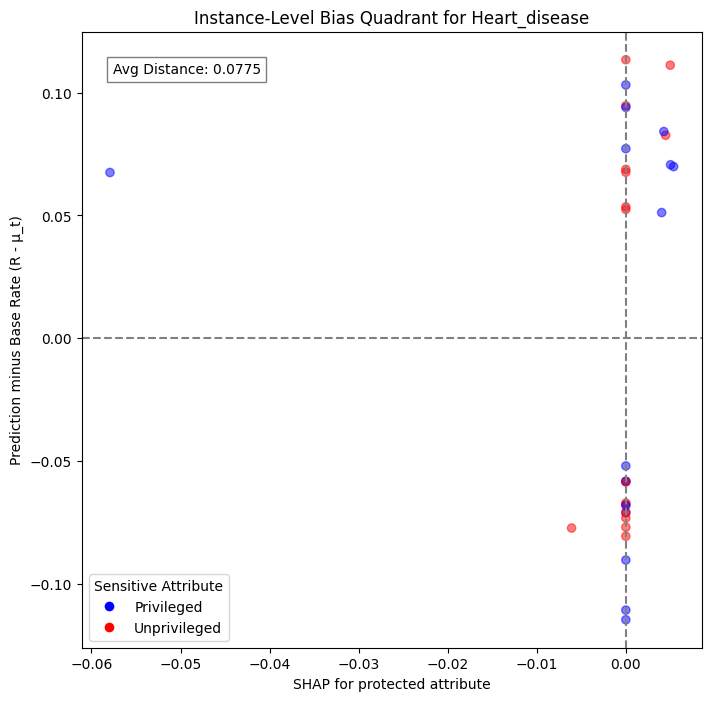 Instance-Level Bias Quadrant for Heart_disease
Avg Distance: 0.0775
Prediction minus Base Rate (R - μ_t)
0.10
0.05
0.00
−0.05
−0.10
Sensitive Attribute
Privileged
Unprivileged
−0.06
−0.05
−0.04
−0.03
−0.02
−0.01
0.00
SHAP for protected attribute